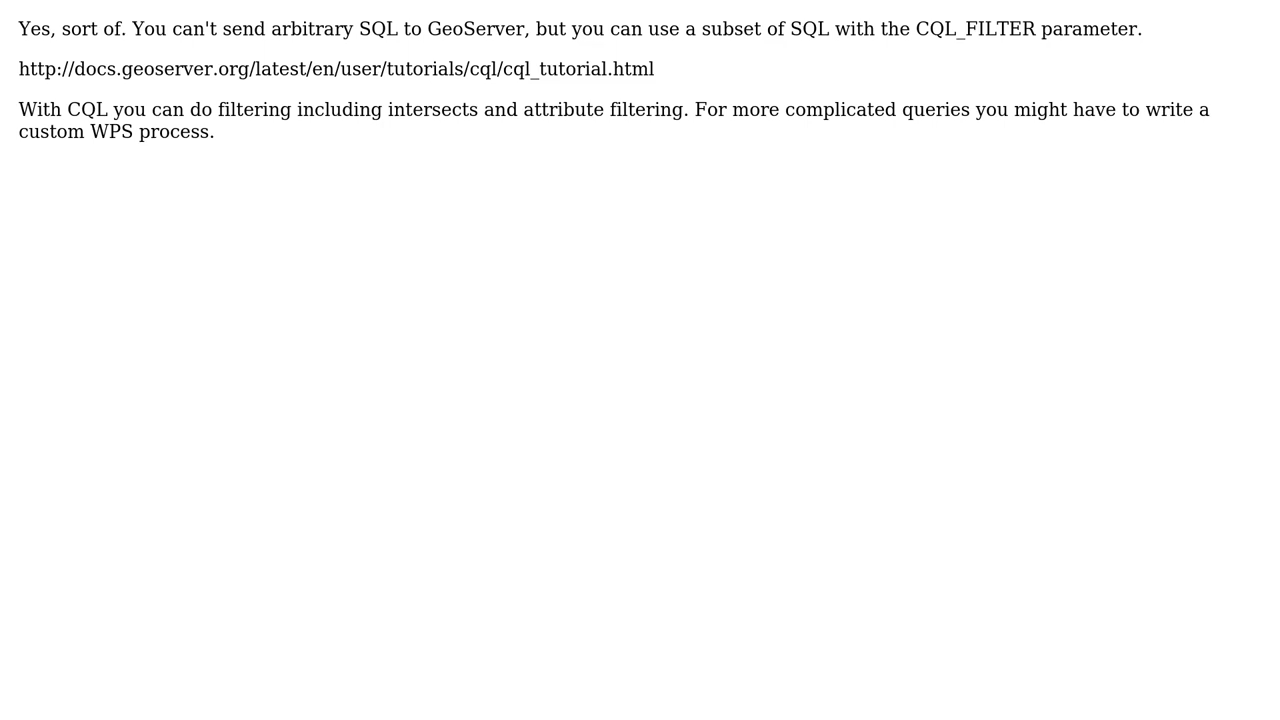 Yes, sort of. You can't send arbitrary SQL to GeoServer, but you can use a subset of SQL with the CQL_FILTER parameter.
http://docs.geoserver.org/latest/en/user/tutorials/cql/cql_tutorial.html
With CQL you can do filtering including intersects and attribute filtering. For more complicated queries you might have to write a
custom WPS process.